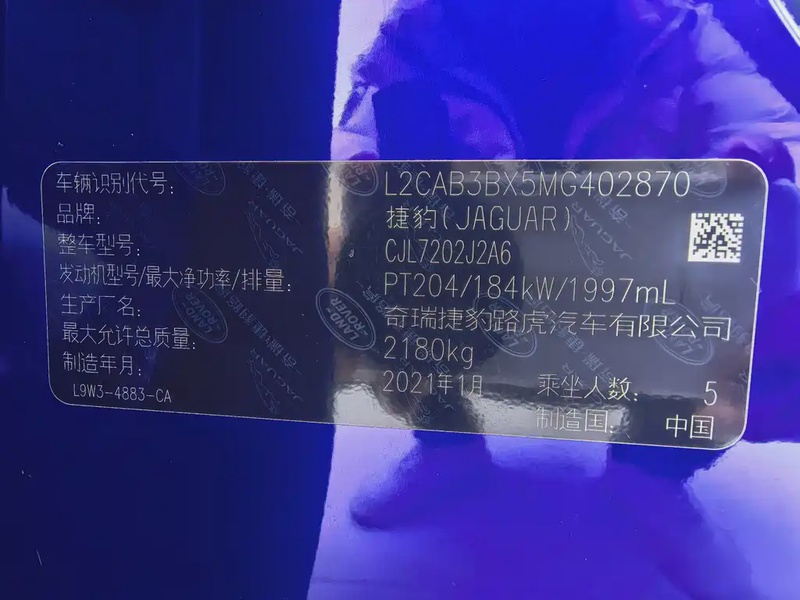 车辆识别代号: L2CAB3BX5MG402870
品牌: 捷豹(JAGUAR)
整车型号: CJL7202J2A6
发动机型号/最大净功率/排量: PT204/184kW/1997mL
生产厂名: 奇瑞捷豹路虎汽车有限公司
最大允许总质量: 2180kg
制造年月: 2021年1月 乘坐人数: 5
L9W3-4883-CA 制造国: 中国
LAND ROVER
JAGUAR